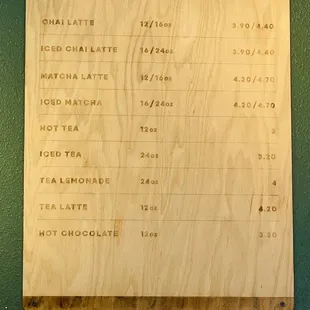 CHAI LATTE 12/16oz 3.90/4.40
ICED CHAI LATTE 16/24oz 3.90/4.40
MATCHA LATTE 12/16oz 4.20/4.70
ICED MATCHA 16/24oz 4.20/4.70
HOT TEA 12oz 2
ICED TEA 24oz 3.20
TEA LEMONADE 24oz 4
TEA LATTE 12oz 4.20
HOT CHOCOLATE 12oz 3.20